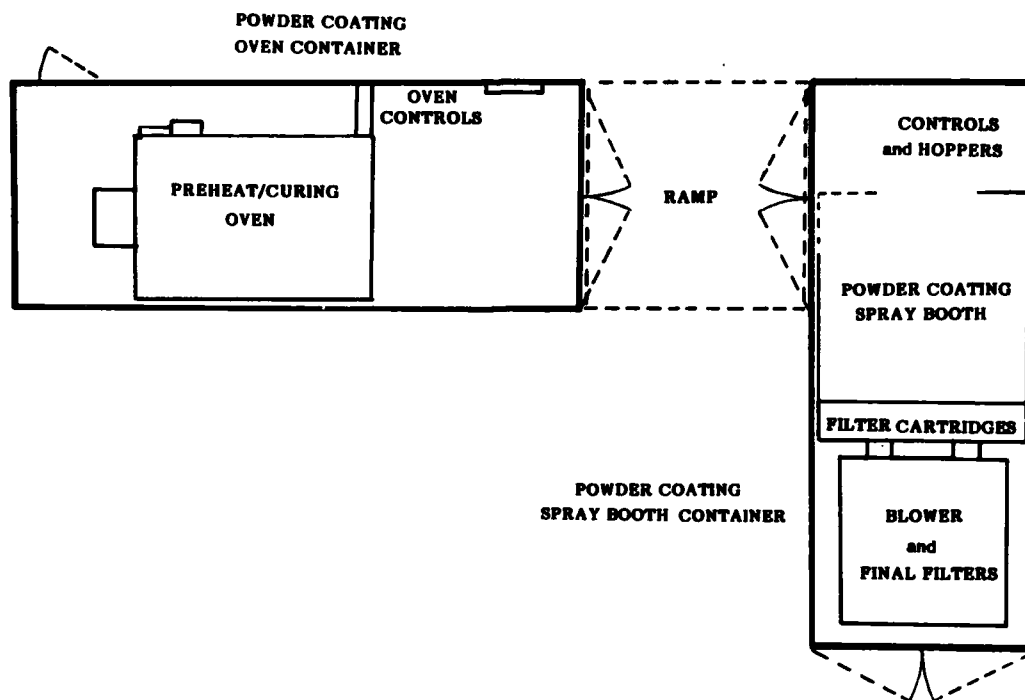 POWDER COATING
OVEN CONTAINER
OVEN
CONTROLS
CONTROLS
and HOPPERS
PREHEAT/CURING
OVEN
RAMP
POWDER COATING
SPRAY BOOTH
FILTER CARTRIDGES
POWDER COATING
SPRAY BOOTH CONTAINER
BLOWER
and
FINAL FILTERS